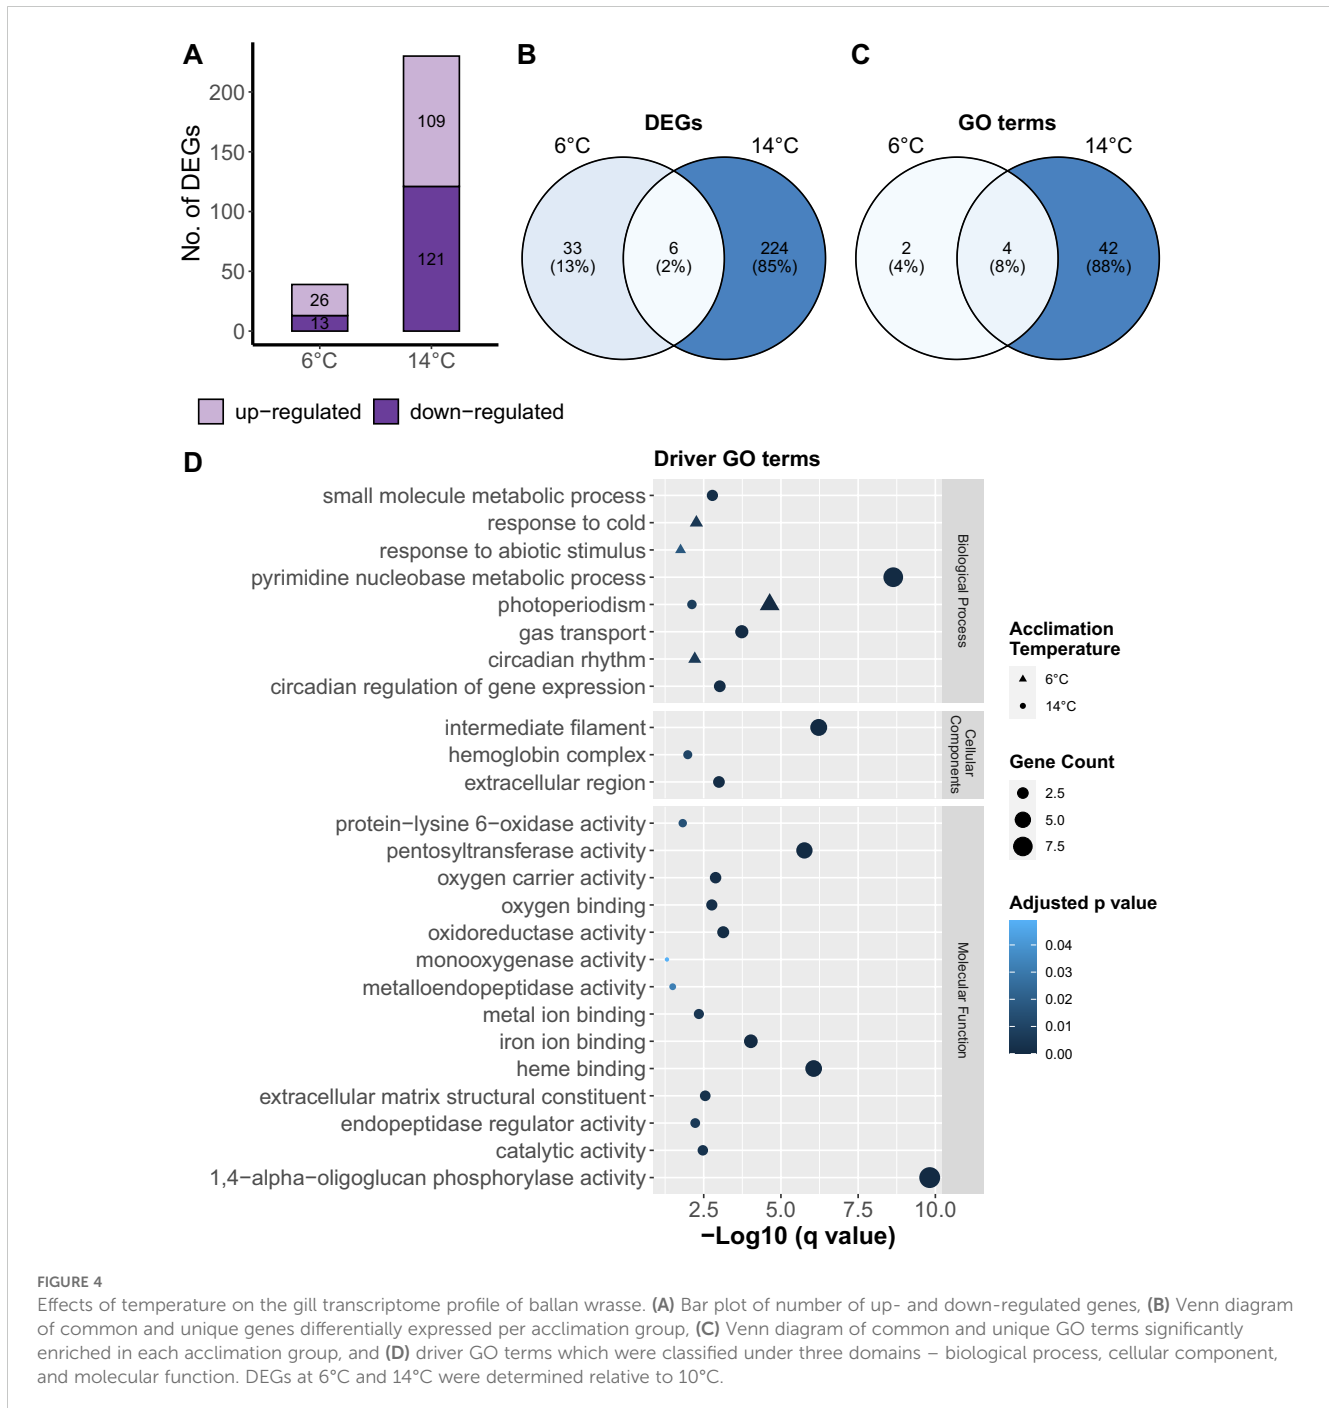 A
No. of DEGs
200
150
100
50
0
109
121
26
13
6°C
14°C
up−regulated
down−regulated
B
DEGs
6°C
14°C
33
(13%)
6
(2%)
224
(85%)
C
GO terms
6°C
14°C
2
(4%)
4
(8%)
42
(88%)
D
Driver GO terms
small molecule metabolic process
response to cold
response to abiotic stimulus
pyrimidine nucleobase metabolic process
photoperiodism
gas transport
circadian rhythm
circadian regulation of gene expression
Biological Process
intermediate filament
hemoglobin complex
extracellular region
Cellular
Components
protein−lysine 6−oxidase activity
pentosyltransferase activity
oxygen carrier activity
oxygen binding
oxidoreductase activity
monooxygenase activity
metalloendopeptidase activity
metal ion binding
iron ion binding
heme binding
extracellular matrix structural constituent
endopeptidase regulator activity
catalytic activity
1,4−alpha−oligoglucan phosphorylase activity
Molecular Function
2.5
5.0
7.5
10.0
−Log10 (q value)
Acclimation
Temperature
6°C
14°C
Gene Count
2.5
5.0
7.5
Adjusted p value
0.04
0.03
0.02
0.01
0.00
FIGURE 4
Effects of temperature on the gill transcriptome profile of ballan wrasse. (A) Bar plot of number of up- and down-regulated genes, (B) Venn diagram
of common and unique genes differentially expressed per acclimation group, (C) Venn diagram of common and unique GO terms significantly
enriched in each acclimation group, and (D) driver GO terms which were classified under three domains – biological process, cellular component,
and molecular function. DEGs at 6°C and 14°C were determined relative to 10°C.